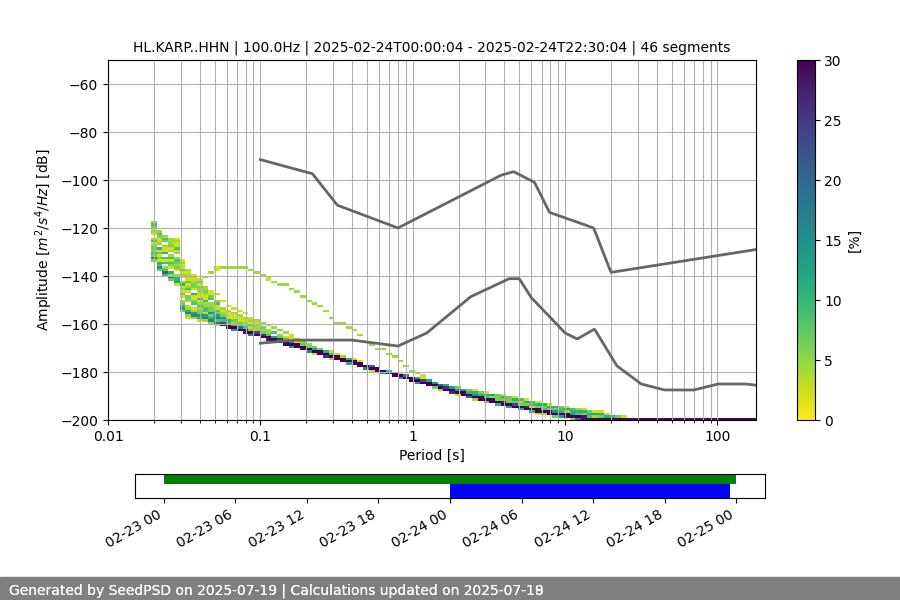 HL.KARP..HHN | 100.0Hz | 2025-02-24T00:00:04 - 2025-02-24T22:30:04 | 46 segments
−60
−80
−100
−120
−140
−160
−180
−200
Amplitude [m²/s⁴/Hz] [dB]
0.01 0.1 1 10 100
Period [s]
30
25
20
15
10
5
0
[%]
02-23 00 02-23 06 02-23 12 02-23 18 02-24 00 02-24 06 02-24 12 02-24 18 02-25 00
Generated by SeedPSD on 2025-07-19 | Calculations updated on 2025-07-18